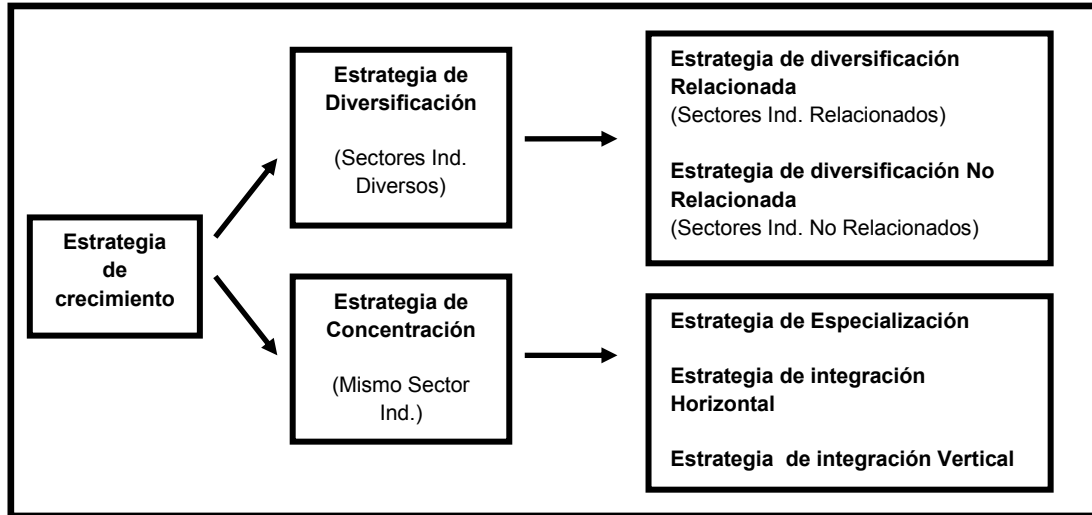 Estrategia
de
crecimiento
Estrategia de
Diversificación
(Sectores Ind.
Diversos)
Estrategia de diversificación
Relacionada
(Sectores Ind. Relacionados)
Estrategia de diversificación No
Relacionada
(Sectores Ind. No Relacionados)
Estrategia de
Concentración
(Mismo Sector
Ind.)
Estrategia de Especialización
Estrategia de integración
Horizontal
Estrategia de integración Vertical